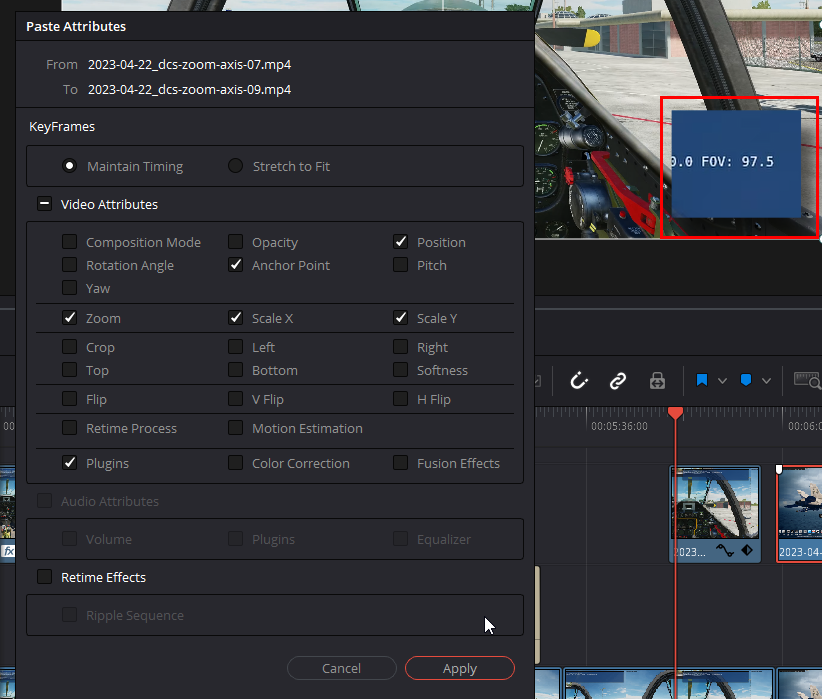 Paste Attributes
From 2023-04-22_dcs-zoom-axis-07.mp4
To 2023-04-22_dcs-zoom-axis-09.mp4
KeyFrames
Maintain Timing Stretch to Fit
Video Attributes
Composition Mode Opacity Position
Rotation Angle Anchor Point Pitch
Yaw
Zoom Scale X Scale Y
Crop Left Right
Top Bottom Softness
Flip V Flip H Flip
Retime Process Motion Estimation
Plugins Color Correction Fusion Effects
Audio Attributes
Volume Plugins Equalizer
Retime Effects
Ripple Sequence
Cancel Apply
0.0 FOV: 97.5
00:05:36:00 00:06:0
2023... 2023-04-
fx